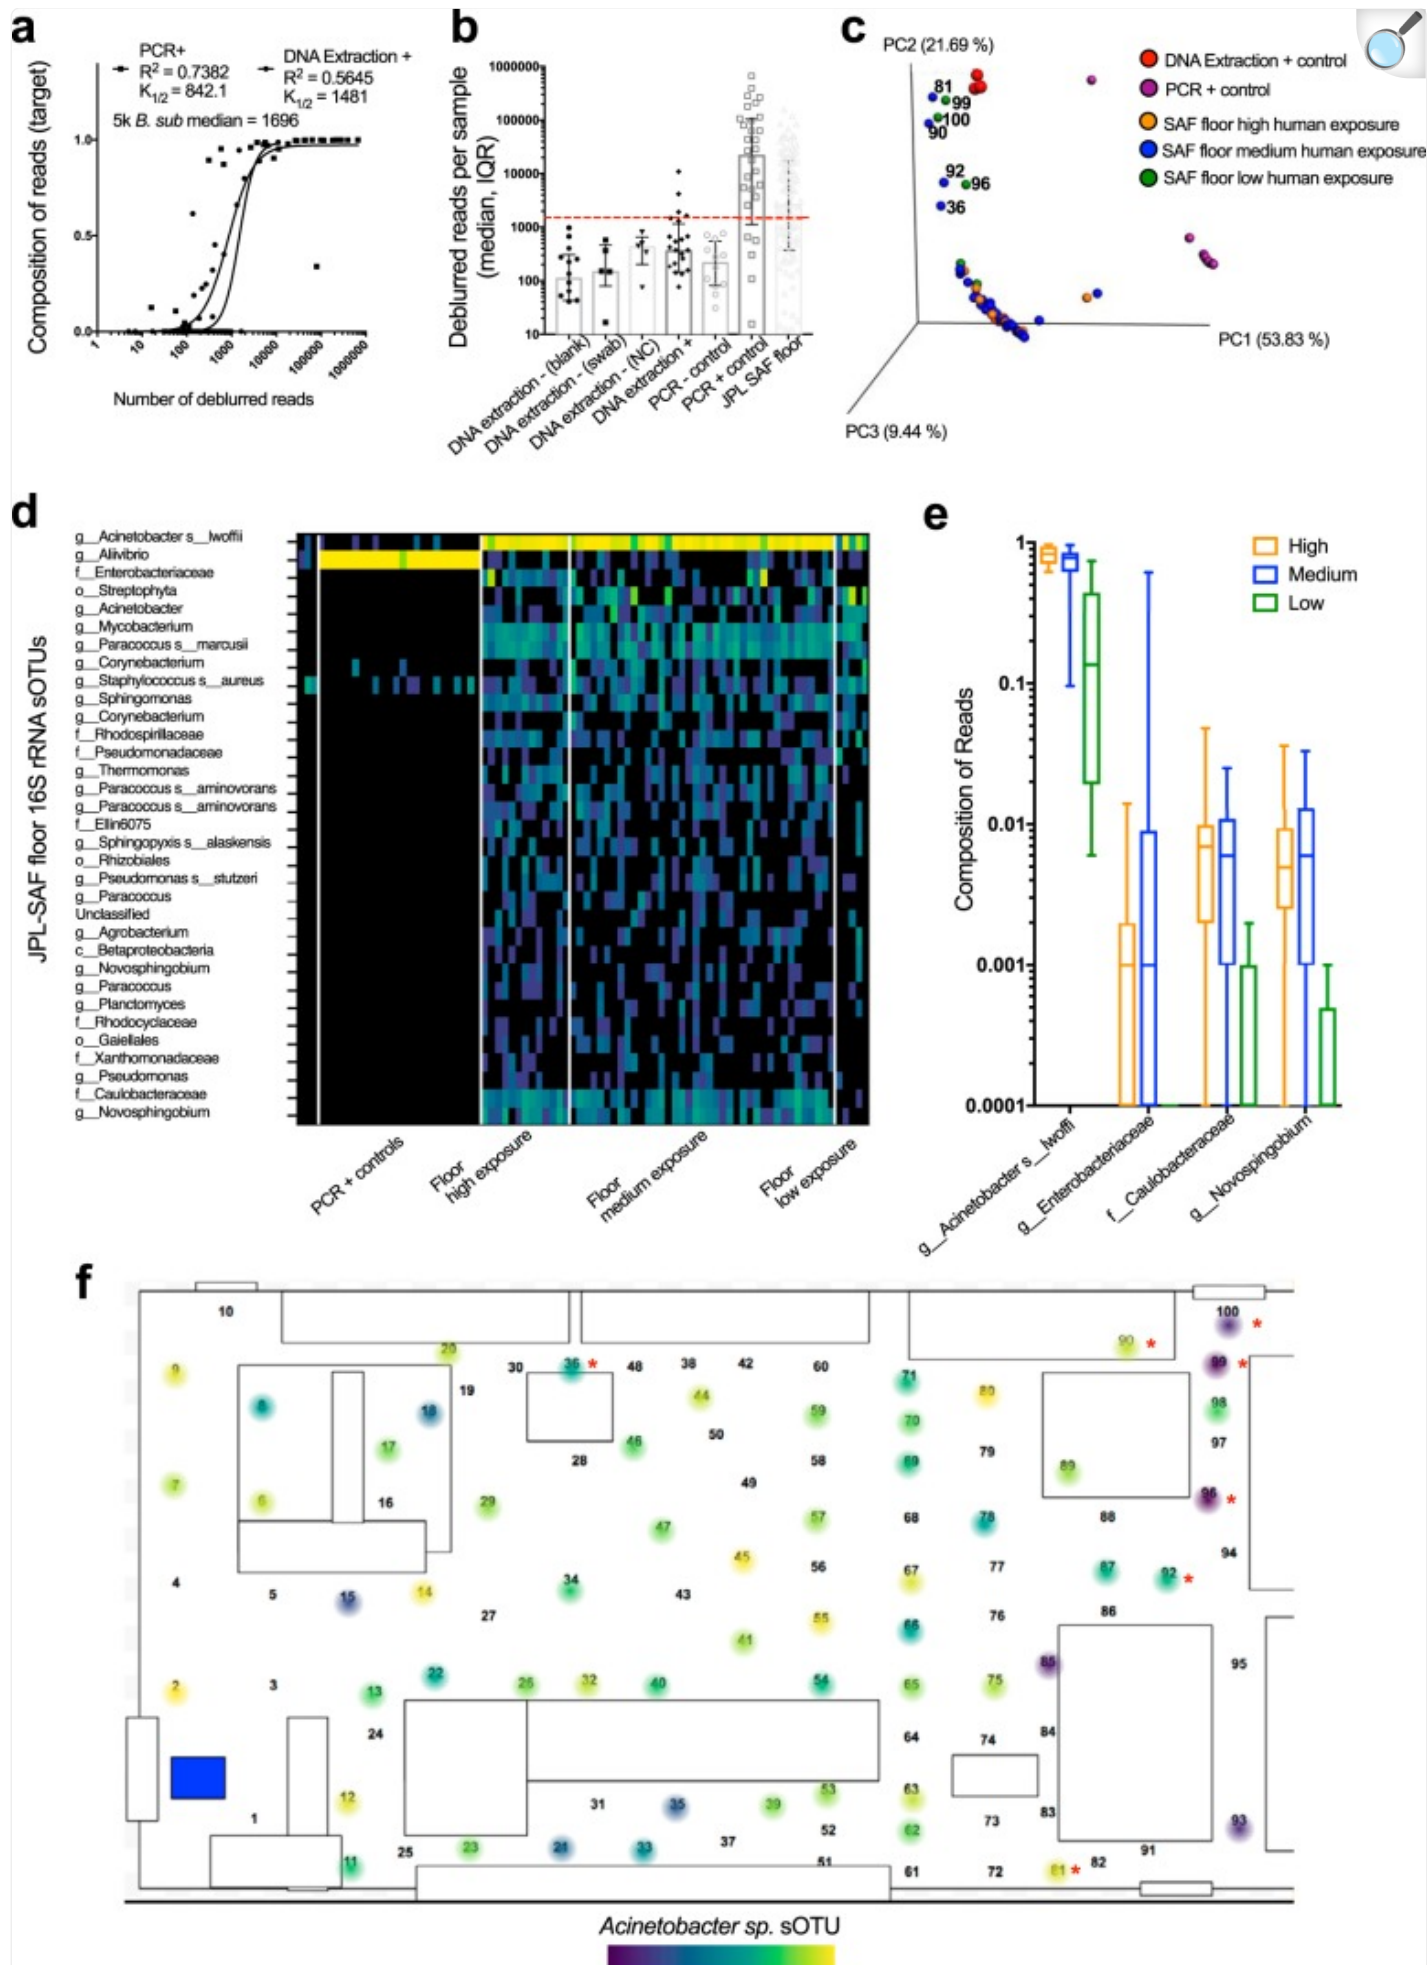 a
PCR+
R² = 0.7382
K1/2 = 842.1
DNA Extraction +
R² = 0.5645
K1/2 = 1481
5k B. sub median = 1696
Composition of reads (target)
1.0
0.5
0.0
1
10
100
1000
10000
100000
1000000
Number of deblurred reads
b
Deblurred reads per sample
(median, IQR)
1000000
100000
10000
1000
100
10
DNA extraction - (blank)
DNA extraction - (swab)
DNA extraction - (NC)
DNA extraction +
PCR - control
PCR + control
JPL SAF floor
c
PC2 (21.69 %)
81
99
100
90
92
96
36
PC1 (53.83 %)
PC3 (9.44 %)
DNA Extraction + control
PCR + control
SAF floor high human exposure
SAF floor medium human exposure
SAF floor low human exposure
d
JPL-SAF floor 16S rRNA sOTUs
g__Acinetobacter s__lwoffii
g__Aliivibrio
f__Enterobacteriaceae
o__Streptophyta
g__Acinetobacter
g__Mycobacterium
g__Paracoccus s__marcusii
g__Corynebacterium
g__Staphylococcus s__aureus
g__Sphingomonas
g__Corynebacterium
f__Rhodospirillaceae
f__Pseudomonadaceae
g__Thermomonas
g__Paracoccus s__aminovorans
g__Paracoccus s__aminovorans
f__Ellin6075
g__Sphingopyxis s__alaskensis
o__Rhizobiales
g__Pseudomonas s__stutzeri
g__Paracoccus
Unclassified
g__Agrobacterium
c__Betaproteobacteria
g__Novosphingobium
g__Paracoccus
g__Planctomyces
f__Rhodocyclaceae
o__Gaiellales
f__Xanthomonadaceae
g__Pseudomonas
f__Caulobacteraceae
g__Novosphingobium
PCR + controls
Floor
high exposure
Floor
medium exposure
Floor
low exposure
e
High
Medium
Low
Composition of Reads
1
0.1
0.01
0.001
0.0001
g__Acinetobacter s__lwoffi
g__Enterobacteriaceae
f__Caulobacteraceae
g__Novospingobium
f
10 100 *
20 90 *
9 30 36 * 48 38 42 60 71 99 *
8 18 19 44 59 70 80 98
17 46 50 79 97
7 28 58 69 89
6 16 29 49 96 *
47 57 68 78 88
4 34 45 56 67 77 87 92 * 94
5 15 14 43 76 86
27 55 66
41 85 95
2 3 13 22 26 32 40 54 65 75
24 64 74 84
12 53 63
1 31 35 39 73 83 93
11 25 23 21 33 37 52 62 91
51 61 72 81 * 82
Acinetobacter sp. sOTU